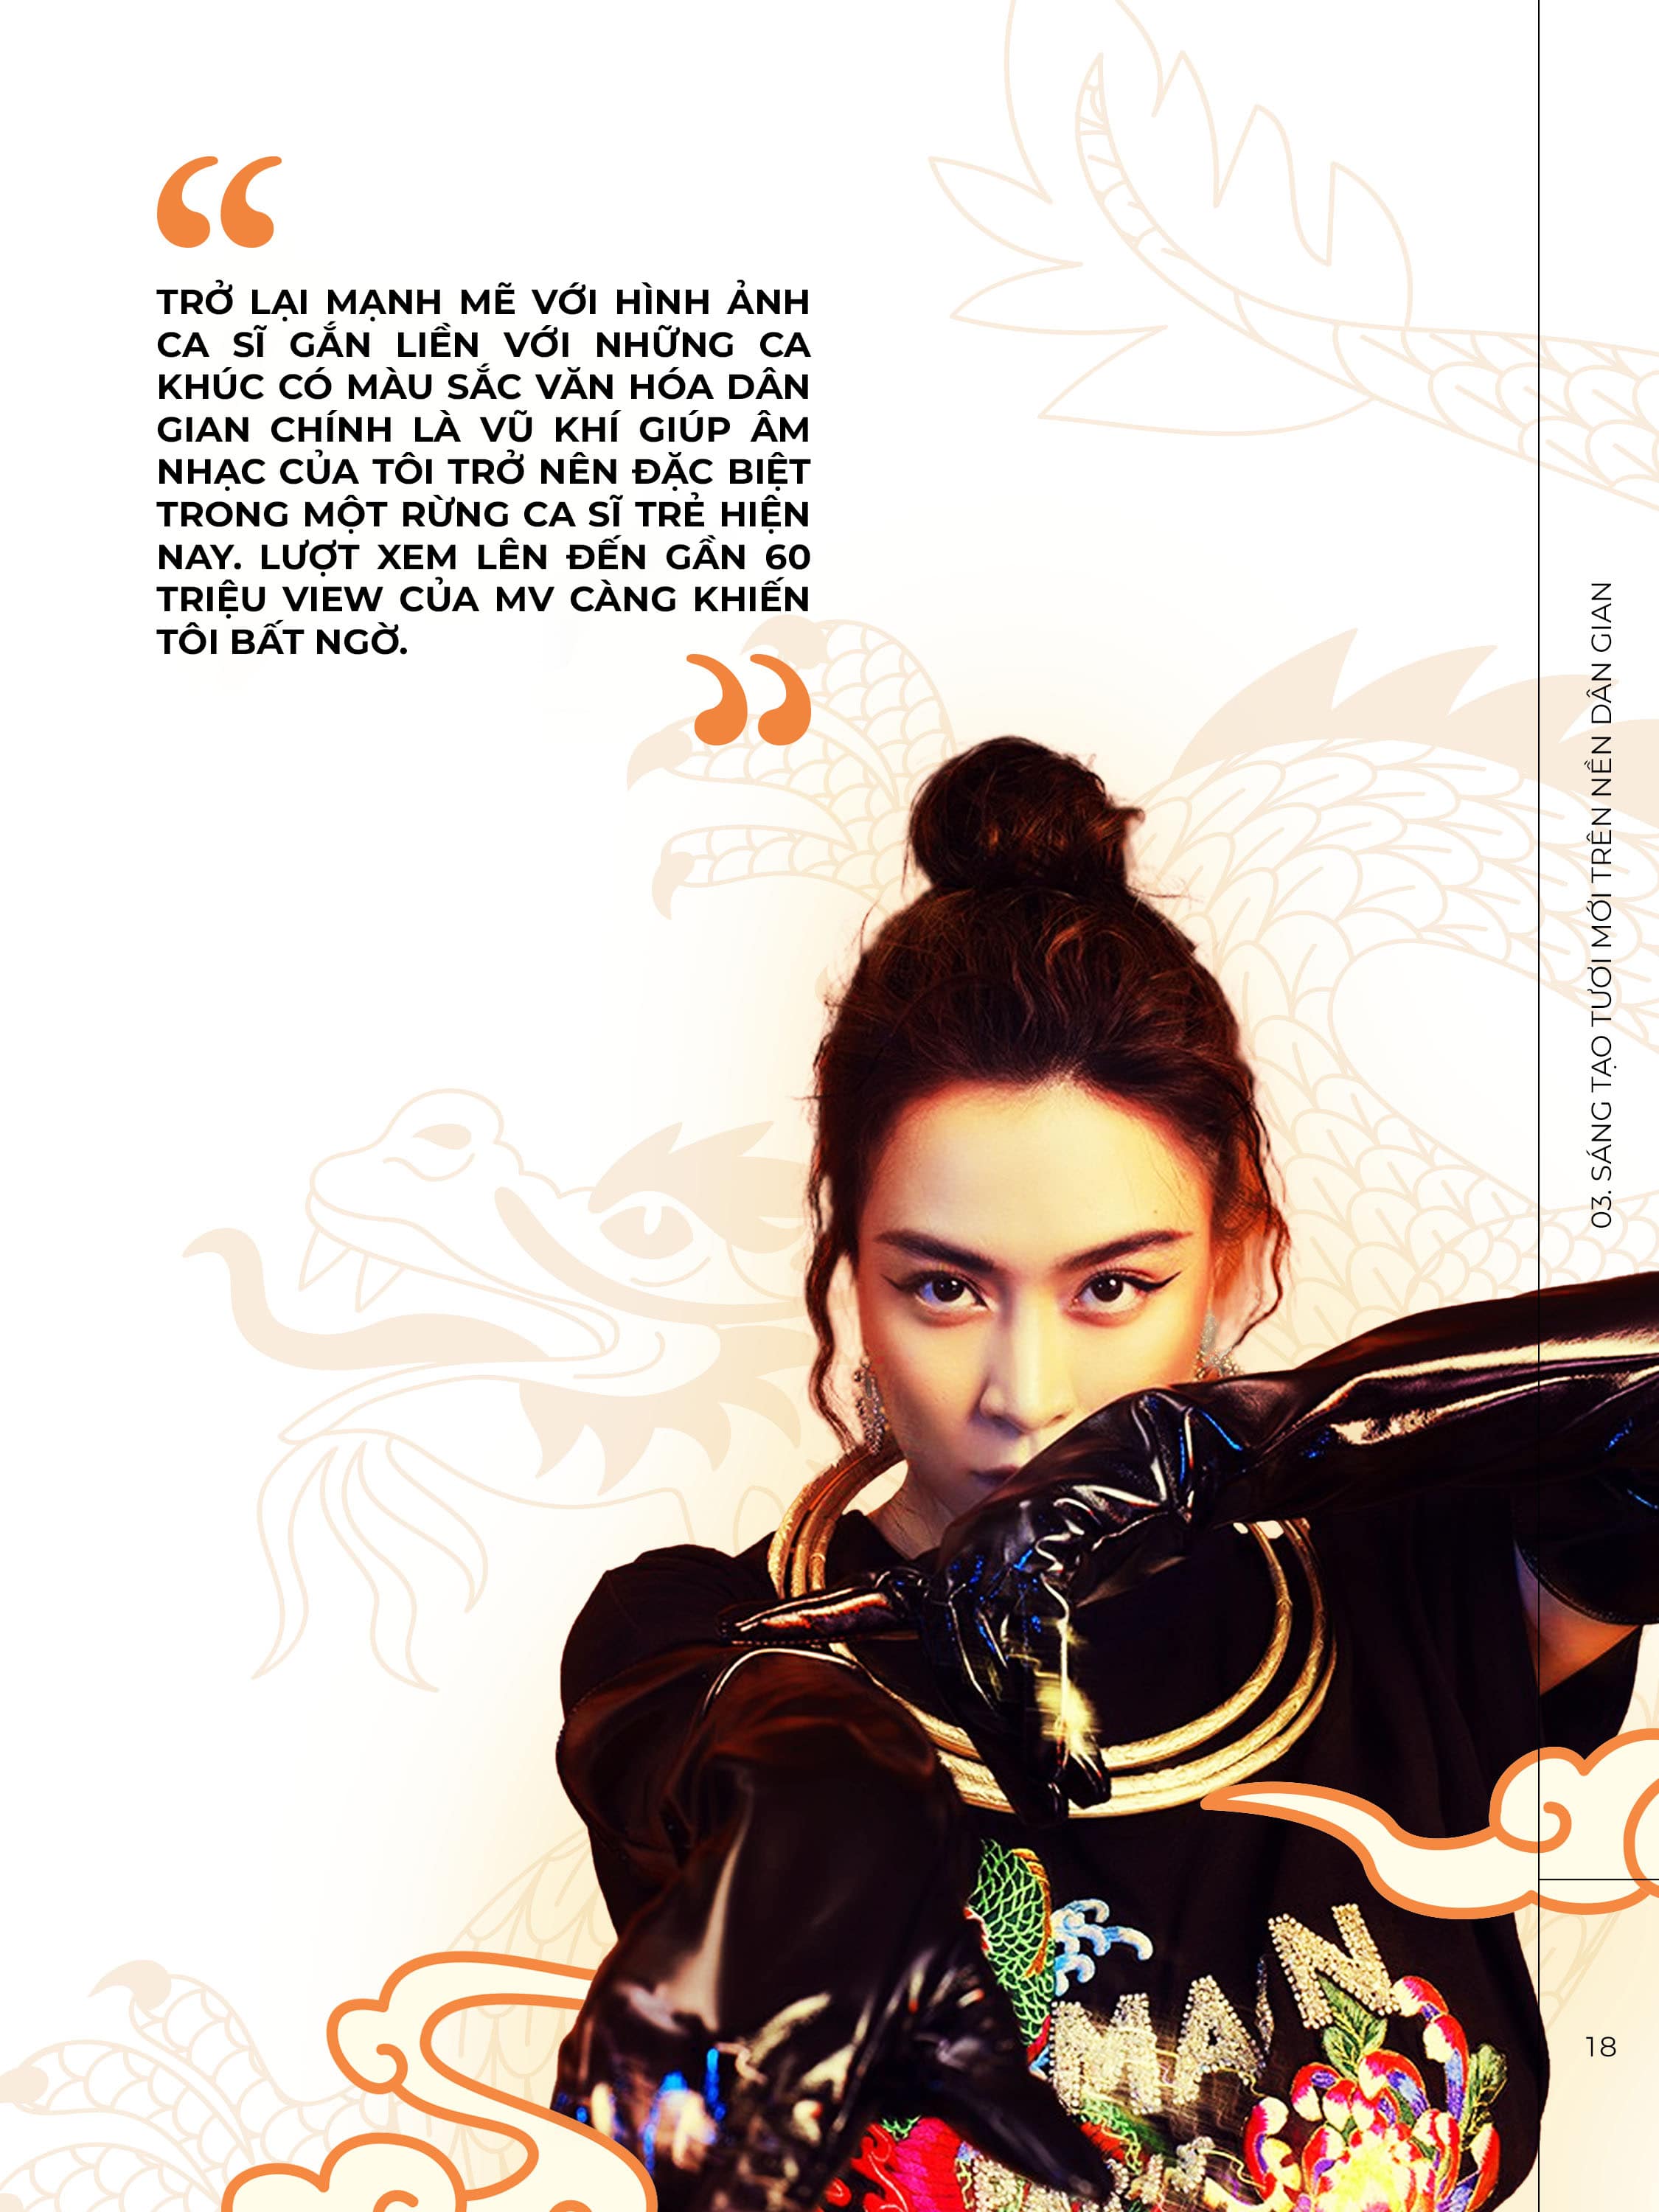 TRỞ LẠI MẠNH MẼ VỚI HÌNH ẢNH
CA SĨ GẮN LIỀN VỚI NHỮNG CA
KHÚC CÓ MÀU SẮC VĂN HÓA DÂN
GIAN CHÍNH LÀ VŨ KHÍ GIÚP ÂM
NHẠC CỦA TÔI TRỞ NÊN ĐẶC BIỆT
TRONG MỘT RỪNG CA SĨ TRẺ HIỆN
NAY. LƯỢT XEM LÊN ĐẾN GẦN 60
TRIỆU VIEW CỦA MV CÀNG KHIẾN
TÔI BẤT NGỜ.
03. SÁNG TẠO TƯƠI MỚI TRÊN NỀN DÂN GIAN
MAIN
18